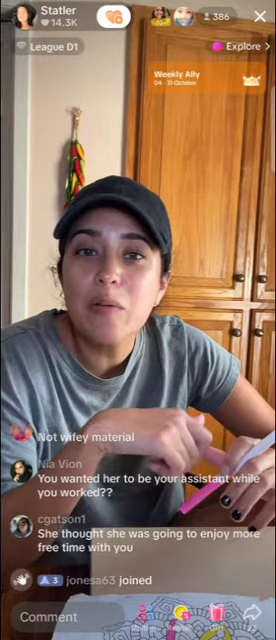 Statler
14.3K
386
League D1
Explore >
Weekly Ally
04 - 31 October
Not wifey material
Nia Vion
You wanted her to be your assistant while
you worked??
cgatson1
She thought she was going to enjoy more
free time with you
3 jonesa63 joined
Comment